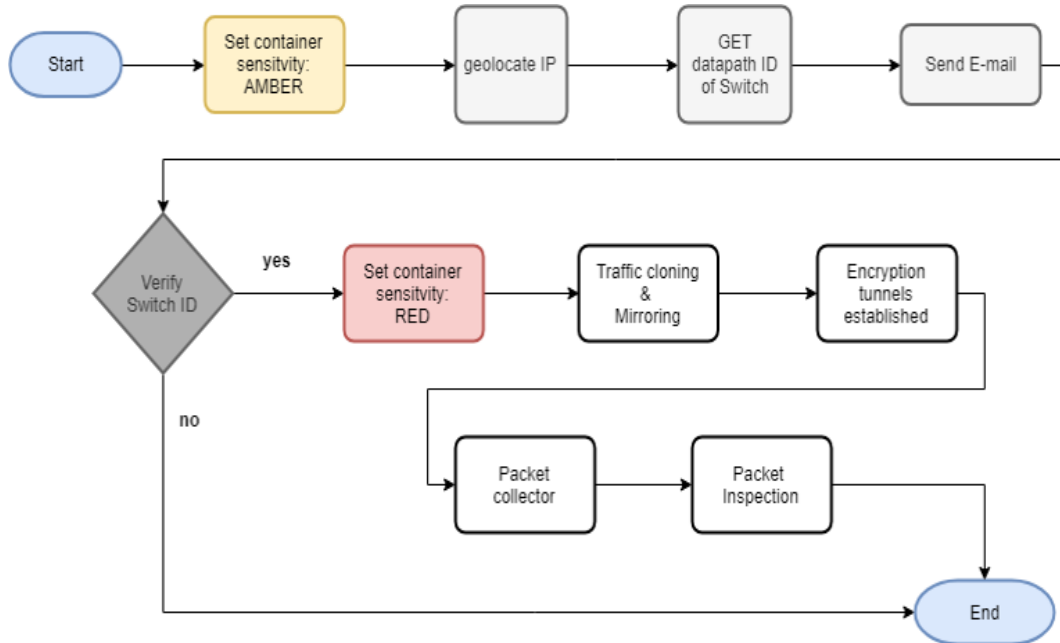 Start
Set container
sensitvity:
AMBER
geolocate IP
GET
datapath ID
of Switch
Send E-mail
Verify
Switch ID
yes
Set container
sensitvity:
RED
Traffic cloning
&
Mirroring
Encryption
tunnels
established
no
Packet
collector
Packet
Inspection
End